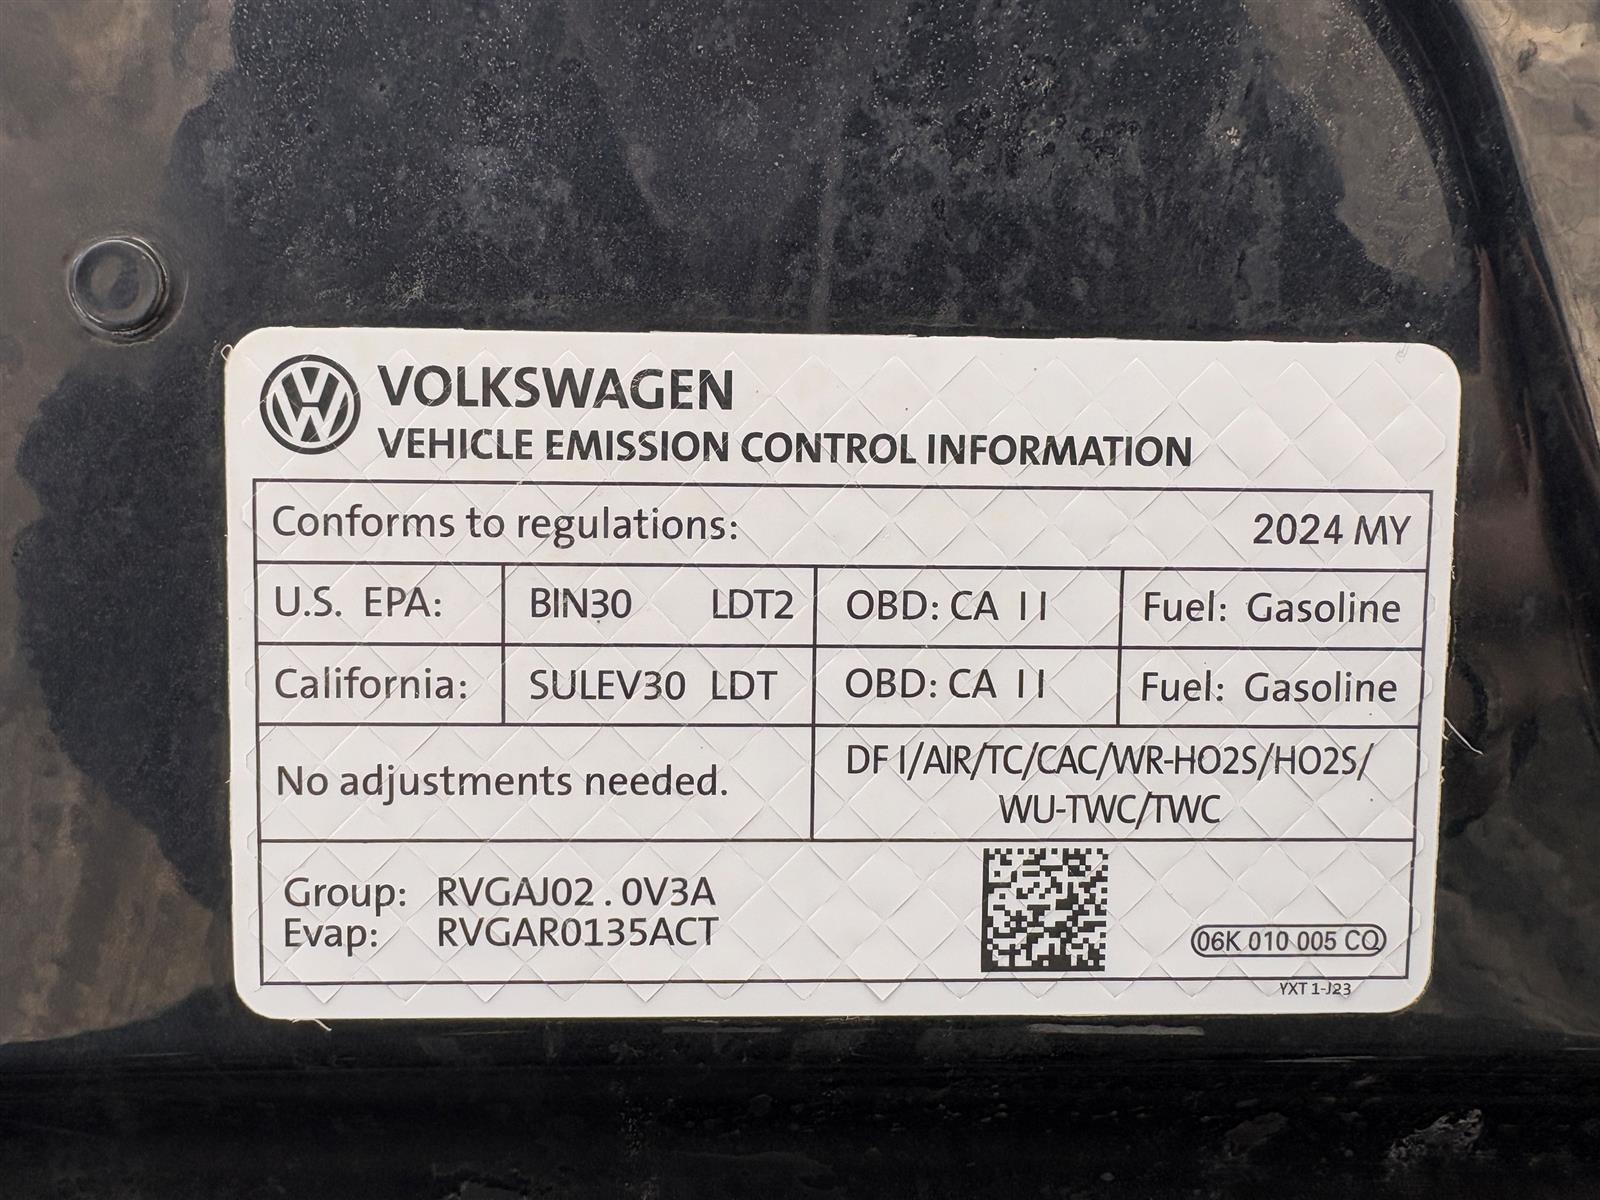 VOLKSWAGEN
VEHICLE EMISSION CONTROL INFORMATION
Conforms to regulations: 2024 MY
U.S. EPA: BIN30 LDT2 OBD: CA II Fuel: Gasoline
California: SULEV30 LDT OBD: CA II Fuel: Gasoline
No adjustments needed.
DFI/AIR/TC/CAC/WR-HO2S/HO2S/
WU-TWC/TWC
Group: RVGAJ02.0V3A
Evap: RVGAR0135ACT
06K 010 005 CQ
YXT 1-J23